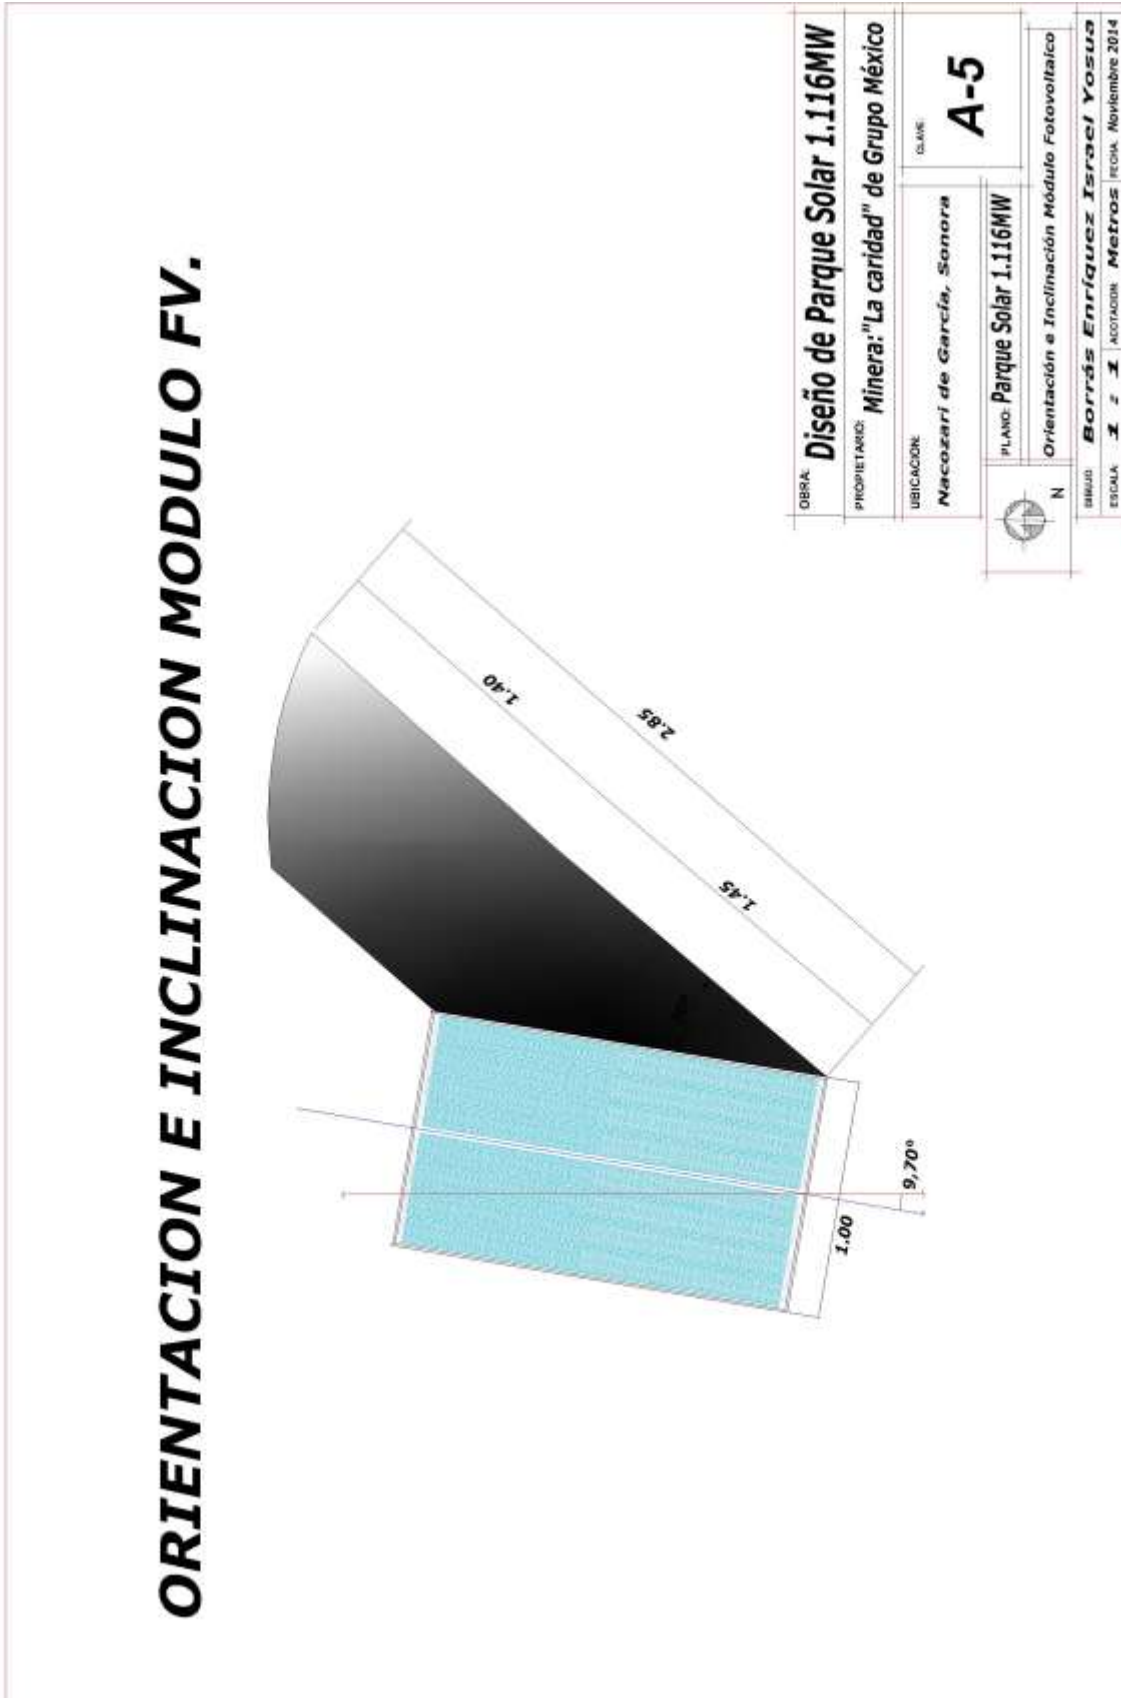 ORIENTACION E INCLINACION MODULO FV.
1.40
2.85
1.45
1.00
9,70°
OBRA: Diseño de Parque Solar 1.116MW
PROPIETARIO: Minera:"La caridad" de Grupo México
UBICACION:
Nacozari de García, Sonora
CLAVE:
A-5
N
PLANO: Parque Solar 1.116MW
Orientación e Inclinación Módulo Fotovoltaico
DIBUJO Borrás Enríquez Israel Yosua
ESCALA 1 : 1 ACOTACION Metros FECHA Noviembre 2014